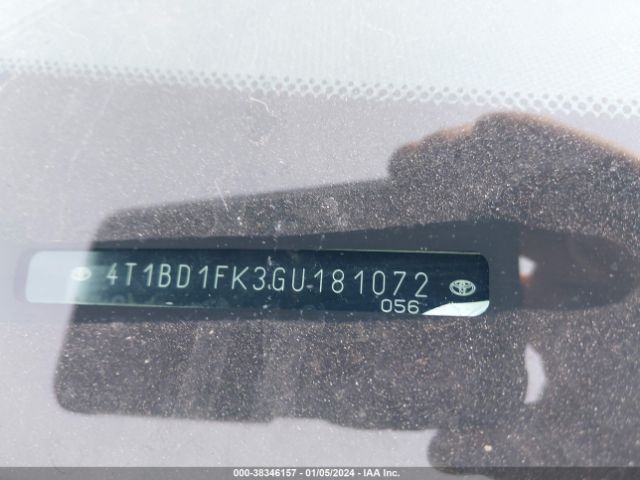 4T1BD1FK3GU181072
056
000-38346157 - 01/05/2024 - IAA Inc.